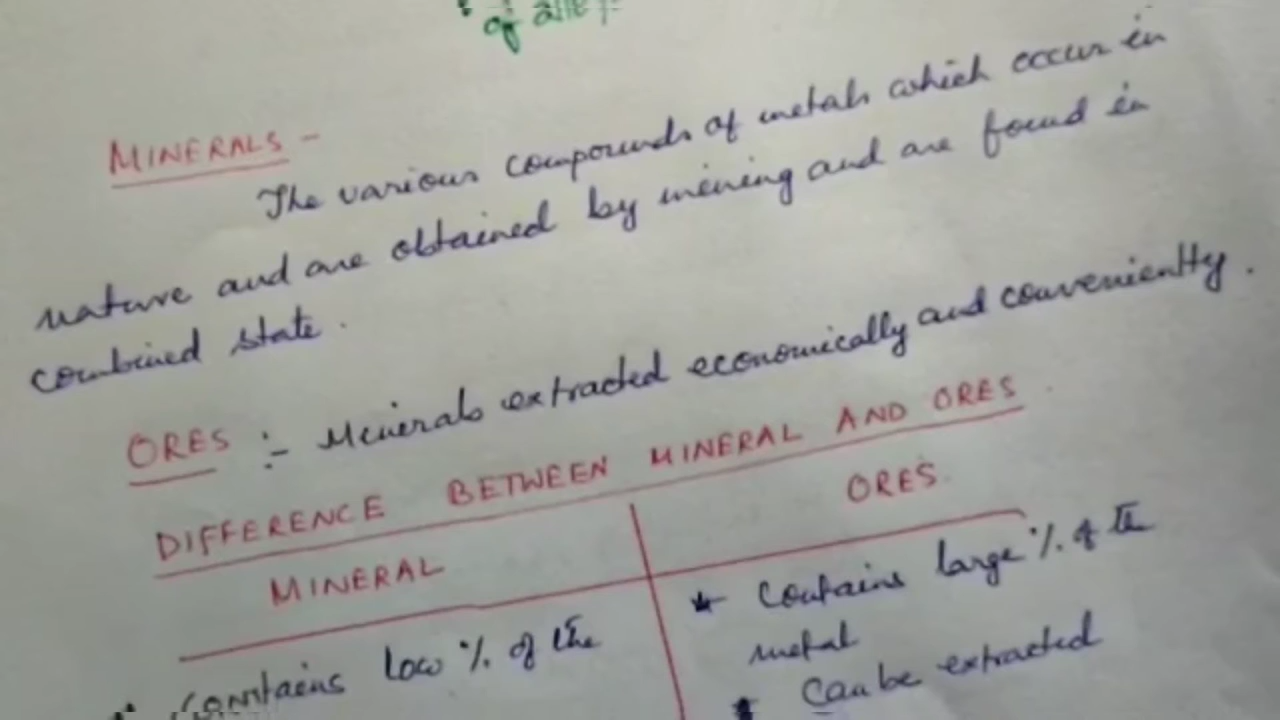 of all
MINERALS -
The various compounds of metals which occur in
nature and are obtained by mining and are found in
combined state.
ORES :- Minerals extracted economically and conveniently.
DIFFERENCE BETWEEN MINERAL AND ORES
MINERAL
ORES
* Contains low % of the
* Contains large % of the
metal
* Can be extracted